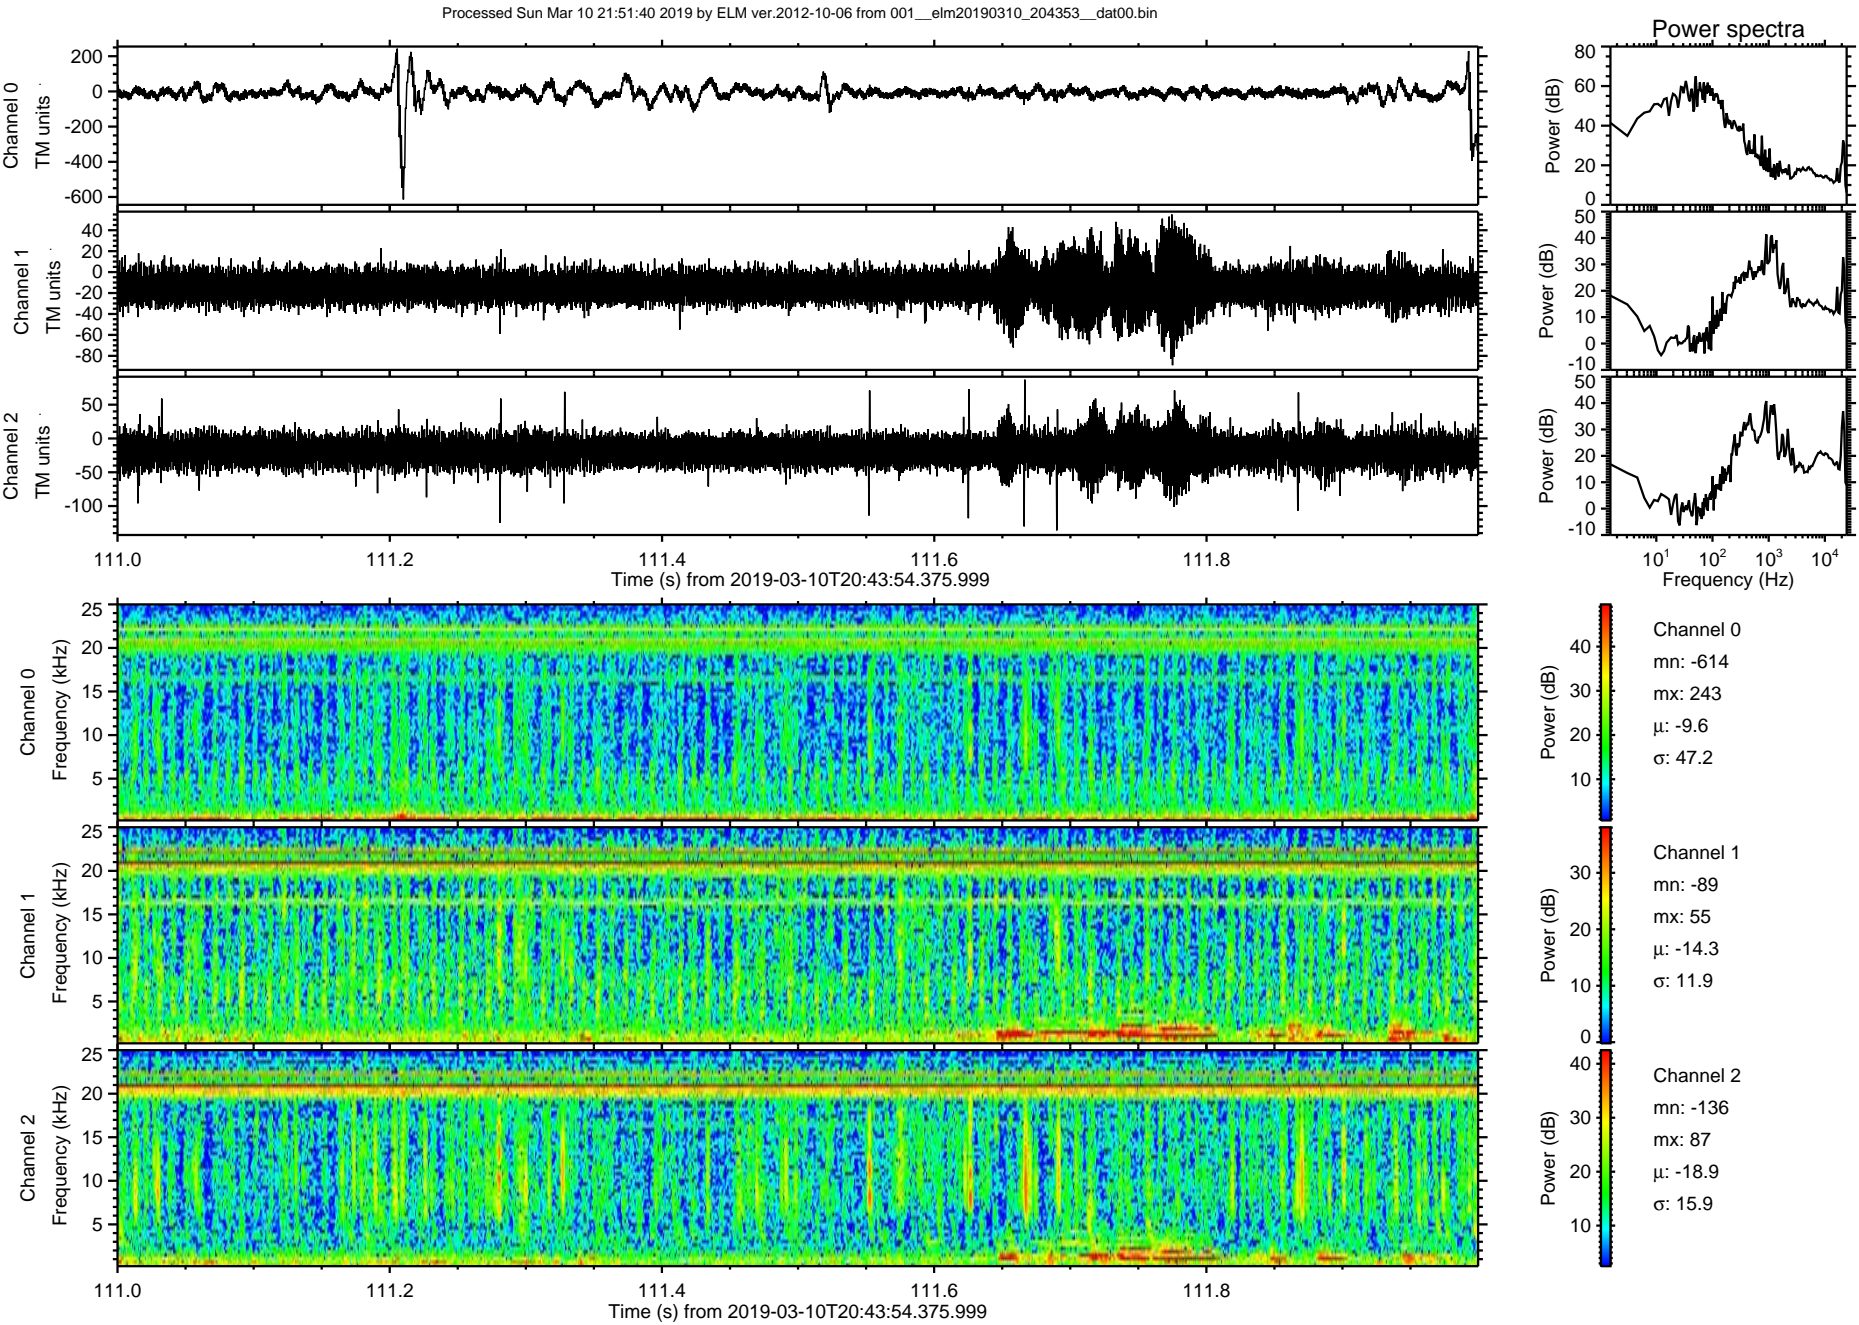 Processed Sun Mar 10 21:51:40 2019 by ELM ver.2012-10-06 from 001__elm20190310_204353__dat00.bin
Power spectra
Channel 0
TM units
200
0
-200
-400
-600
Power (dB)
80
60
40
20
0
Channel 1
TM units
40
20
0
-20
-40
-60
-80
Power (dB)
50
40
30
20
10
0
-10
Channel 2
TM units
50
0
-50
-100
Power (dB)
50
40
30
20
10
0
-10
111.0 111.2 111.4 111.6 111.8
Time (s) from 2019-03-10T20:43:54.375.999
10¹ 10² 10³ 10⁴
Frequency (Hz)
Channel 0
Frequency (kHz)
25
20
15
10
5
Power (dB)
40
30
20
10
Channel 0
mn: -614
mx: 243
μ: -9.6
σ: 47.2
Channel 1
Frequency (kHz)
25
20
15
10
5
Power (dB)
30
20
10
0
Channel 1
mn: -89
mx: 55
μ: -14.3
σ: 11.9
Channel 2
Frequency (kHz)
25
20
15
10
5
Power (dB)
40
30
20
10
Channel 2
mn: -136
mx: 87
μ: -18.9
σ: 15.9
111.0 111.2 111.4 111.6 111.8
Time (s) from 2019-03-10T20:43:54.375.999